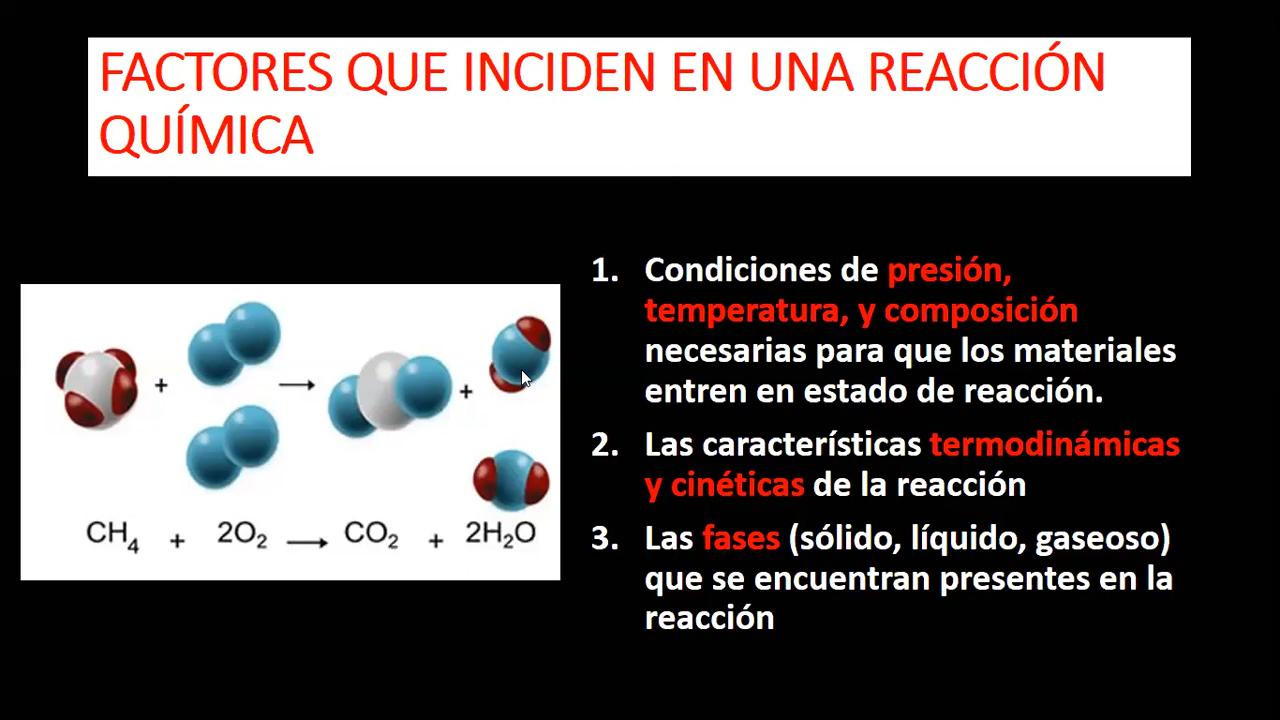 FACTORES QUE INCIDEN EN UNA REACCIÓN
QUÍMICA
+ → +
CH₄ + 2O₂ → CO₂ + 2H₂O
1. Condiciones de presión,
temperatura, y composición
necesarias para que los materiales
entren en estado de reacción.
2. Las características termodinámicas
y cinéticas de la reacción
3. Las fases (sólido, líquido, gaseoso)
que se encuentran presentes en la
reacción